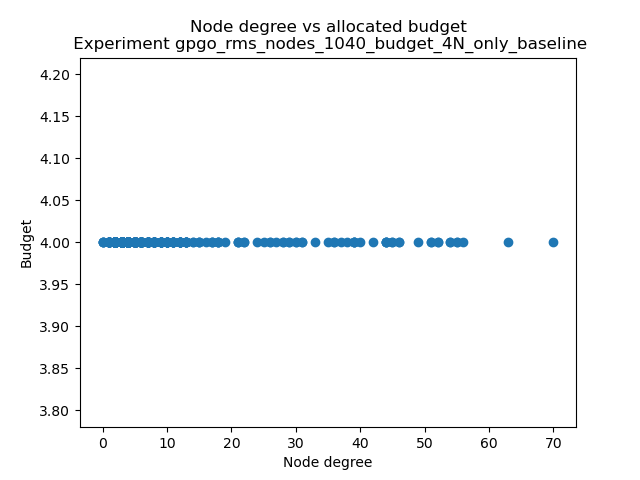 Node degree vs allocated budget
Experiment gpgo_rms_nodes_1040_budget_4N_only_baseline
4.20
4.15
4.10
4.05
4.00
3.95
3.90
3.85
3.80
Budget
0 10 20 30 40 50 60 70
Node degree